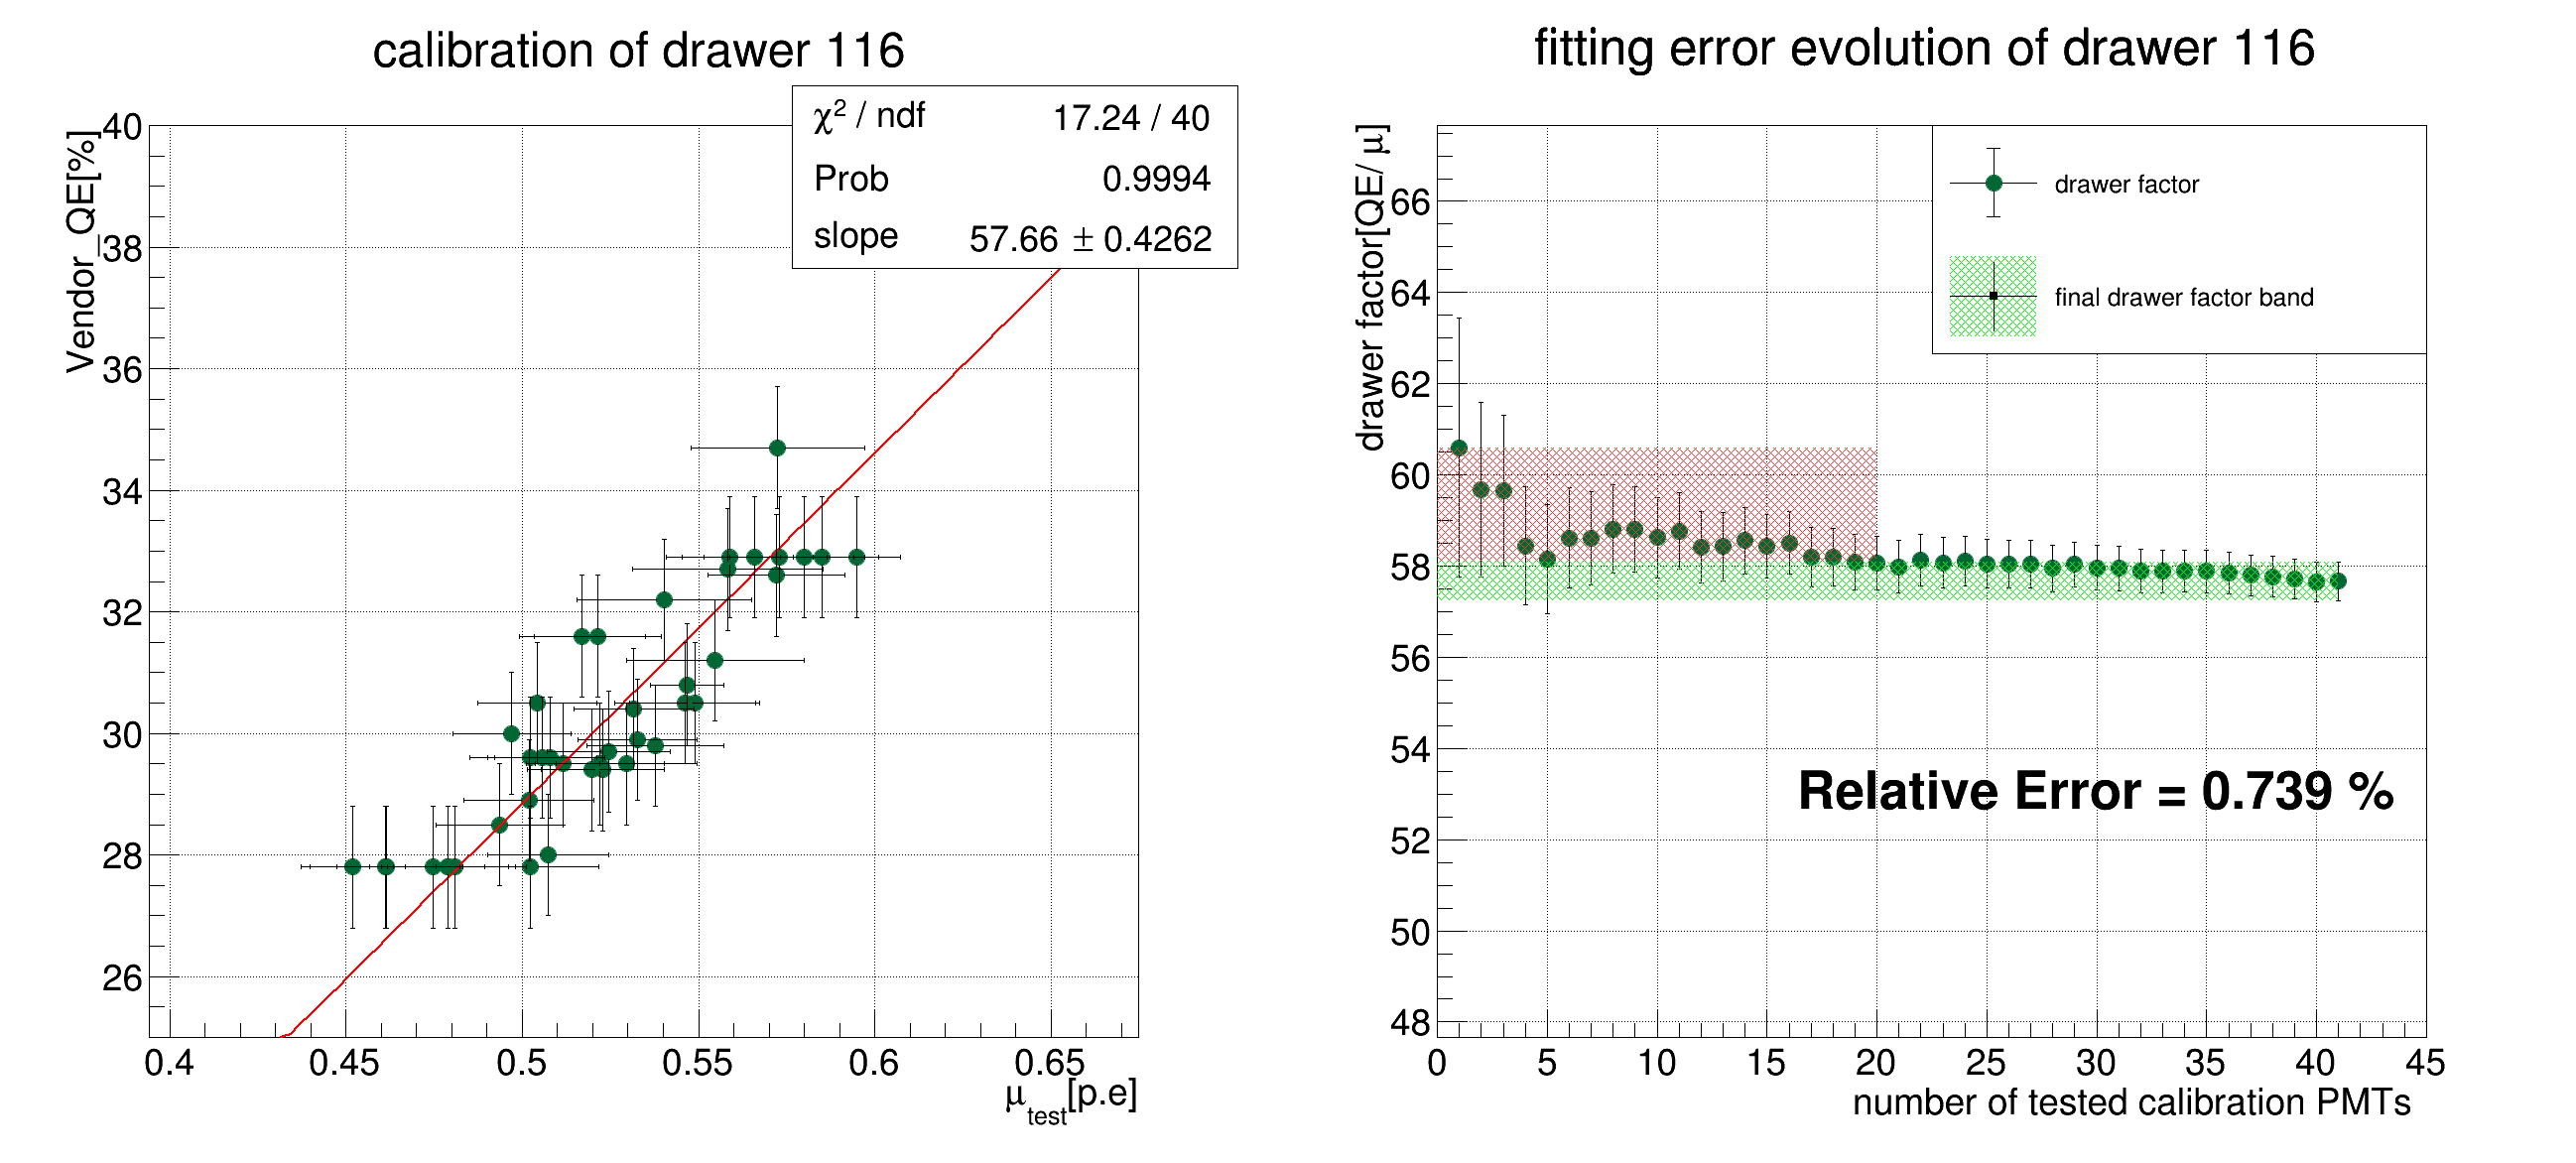 calibration of drawer 116
χ² / ndf 17.24 / 40
Prob 0.9994
slope 57.66 ± 0.4262
Vendor_QE[%]
40
38
36
34
32
30
28
26
0.4 0.45 0.5 0.55 0.6 0.65
μtest[p.e]
fitting error evolution of drawer 116
drawer factor
final drawer factor band
drawer factor[QE/ μ]
66
64
62
60
58
56
54
52
50
48
Relative Error = 0.739 %
0 5 10 15 20 25 30 35 40 45
number of tested calibration PMTs